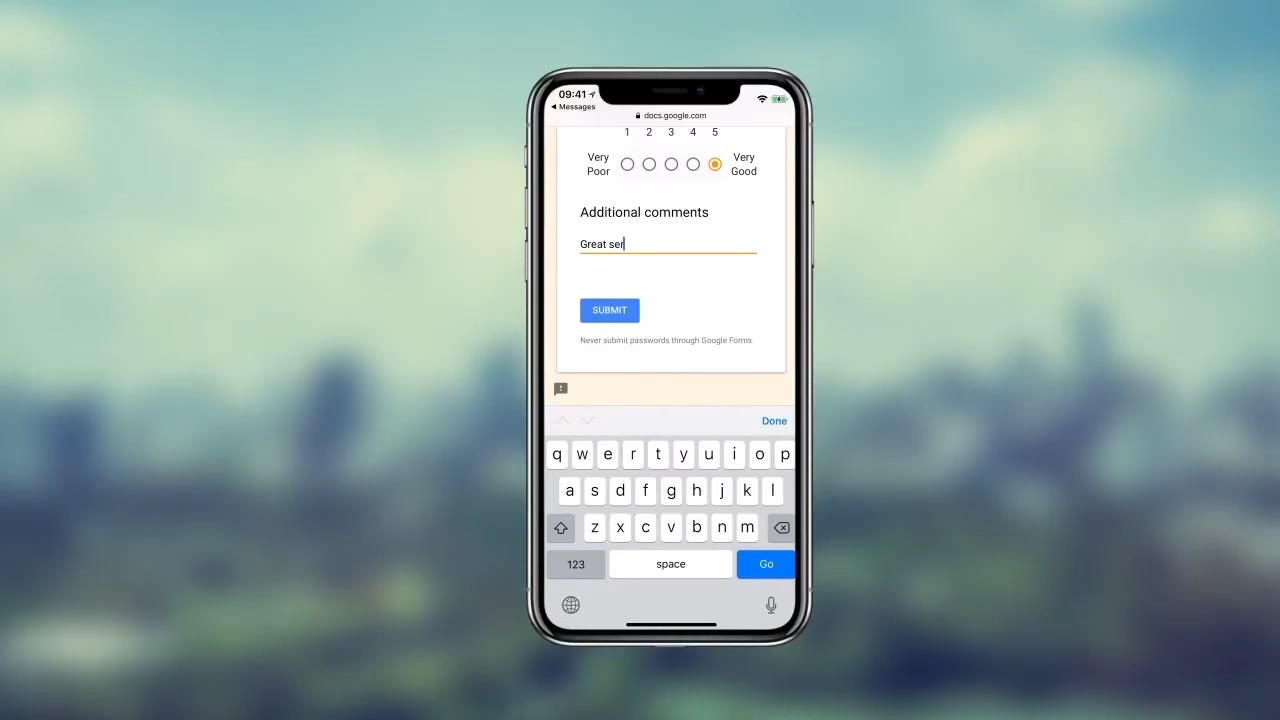 09:41
Messages
docs.google.com
1 2 3 4 5
Very Poor
Very Good
Additional comments
Great ser
SUBMIT
Never submit passwords through Google Forms.
Done
q w e r t y u i o p
a s d f g h j k l
z x c v b n m
123 space Go